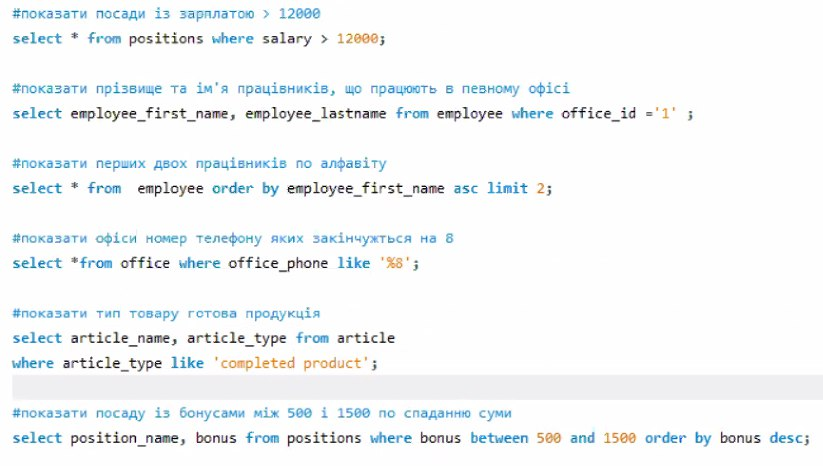 #показати посади із зарплатою > 12000
select * from positions where salary > 12000;
#показати прізвище та ім'я працівників, що працюють в певному офісі
select employee_first_name, employee_lastname from employee where office_id ='1' ;
#показати перших двох працівників по алфавіту
select * from  employee order by employee_first_name asc limit 2;
#показати офіси номер телефону яких закінчужться на 8
select *from office where office_phone like '%8';
#показати тип товару готова продукція
select article_name, article_type from article
where article_type like 'completed product';
#показати посаду із бонусами між 500 і 1500 по спаданню суми
select position_name, bonus from positions where bonus between 500 and 1500 order by bonus desc;